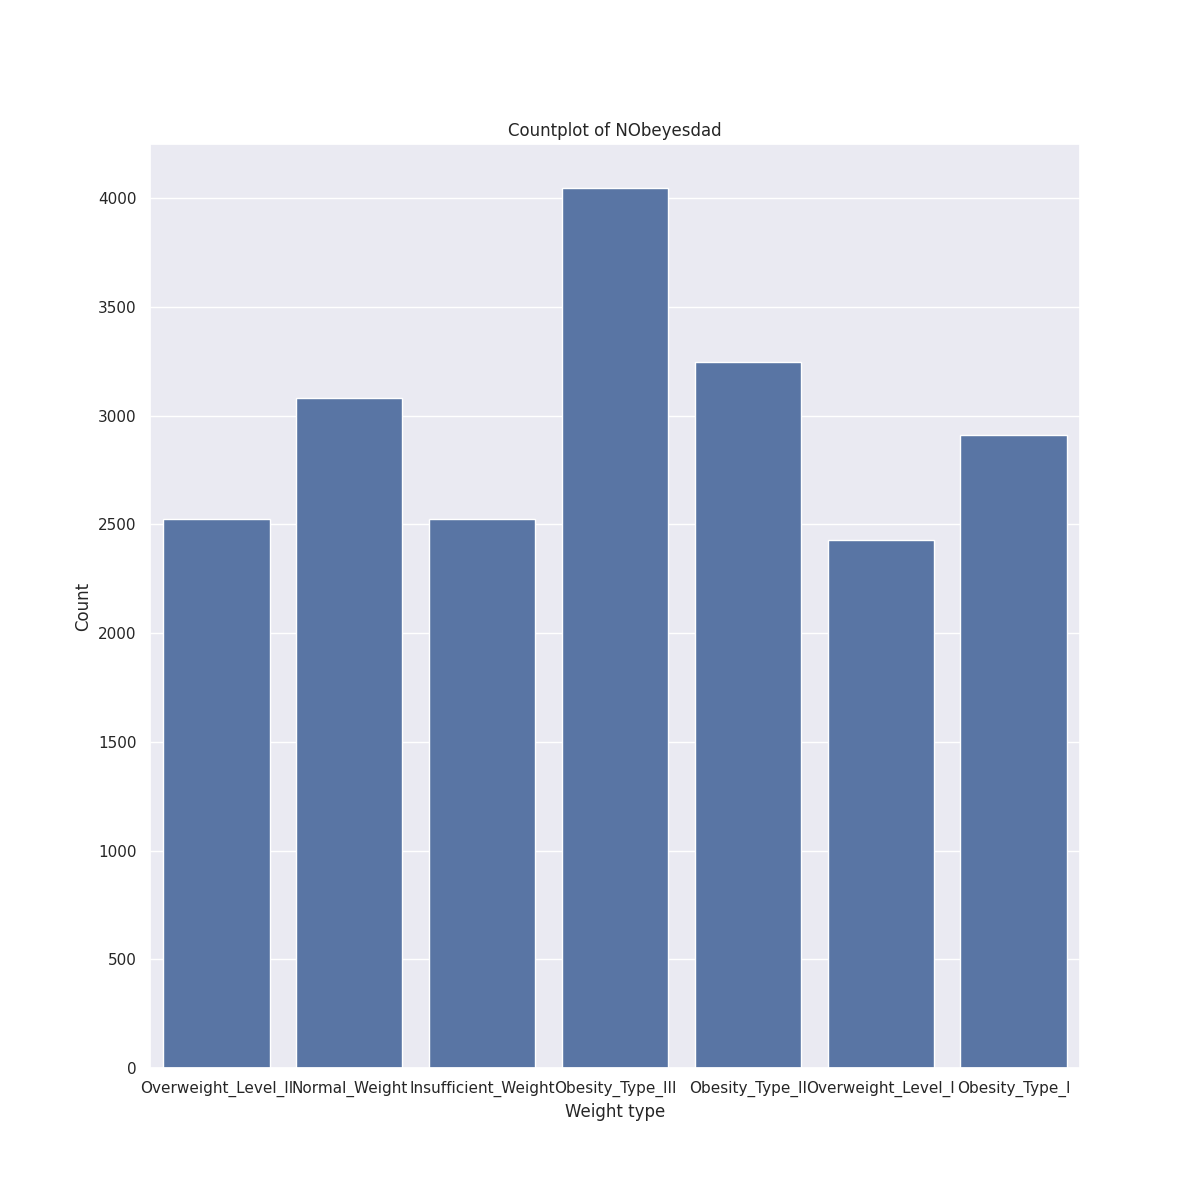 Countplot of NObeyesdad
4000
3500
3000
2500
2000
1500
1000
500
0
Count
Overweight_Level_II Normal_Weight Insufficient_Weight Obesity_Type_III Obesity_Type_II Overweight_Level_I Obesity_Type_I
Weight type